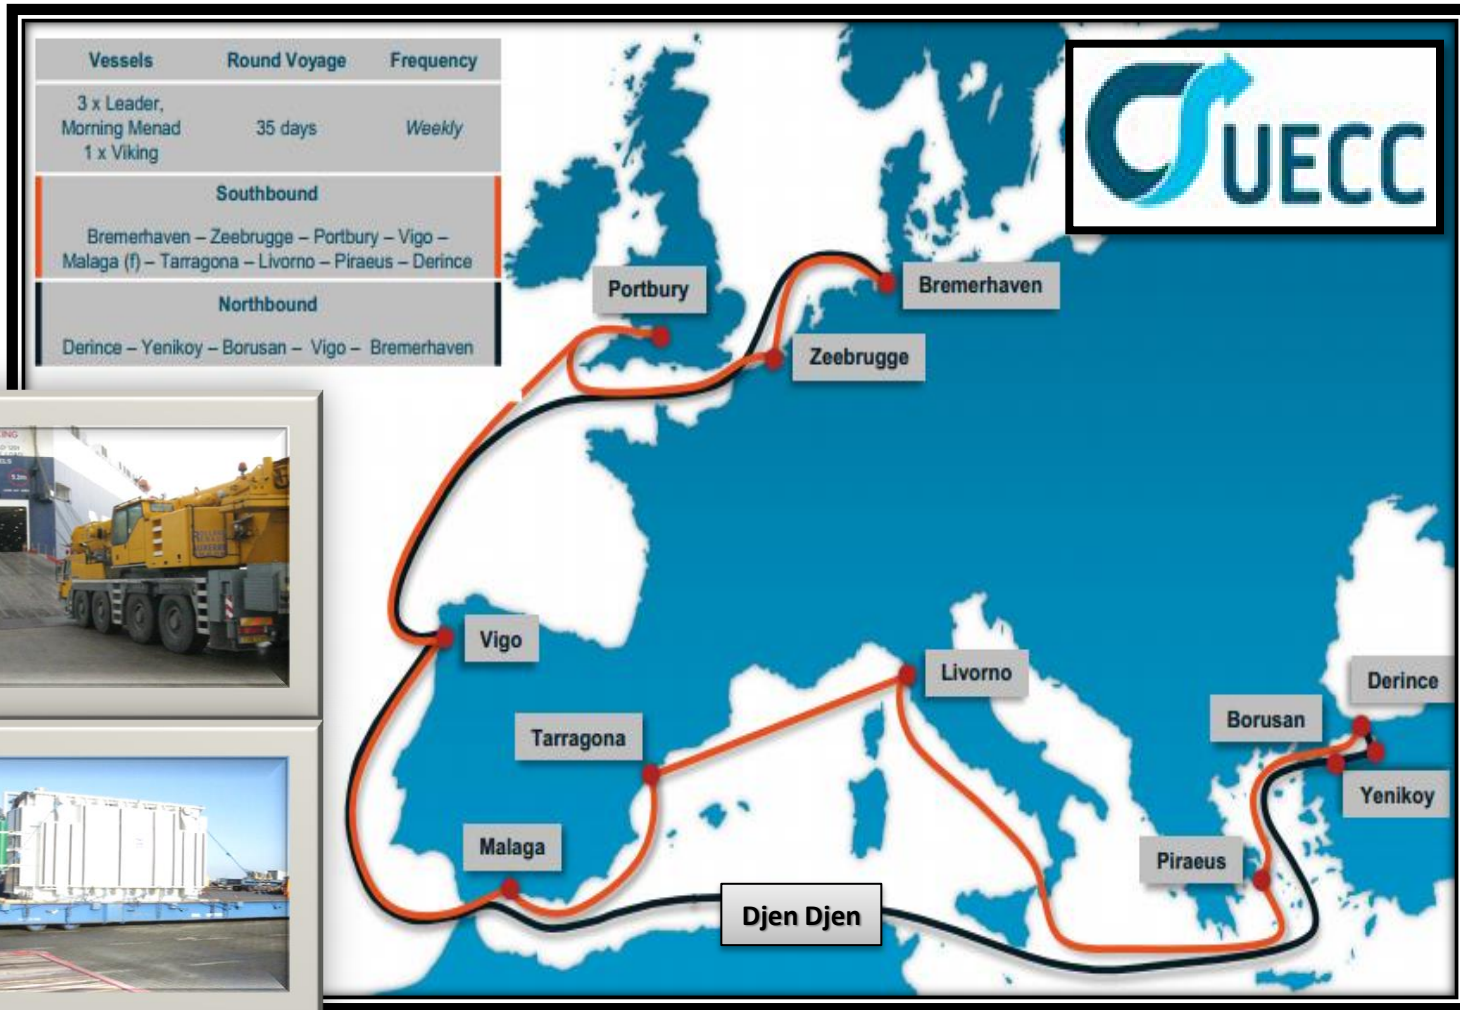 Vessels Round Voyage Frequency
3 x Leader,
Morning Menad
1 x Viking
35 days
Weekly
Southbound
Bremerhaven – Zeebrugge – Portbury – Vigo –
Malaga (f) – Tarragona – Livorno – Piraeus – Derince
Northbound
Derince – Yenikoy – Borusan – Vigo – Bremerhaven
UECC
Portbury
Bremerhaven
Zeebrugge
Vigo
Livorno
Derince
Borusan
Tarragona
Yenikoy
Malaga
Piraeus
Djen Djen